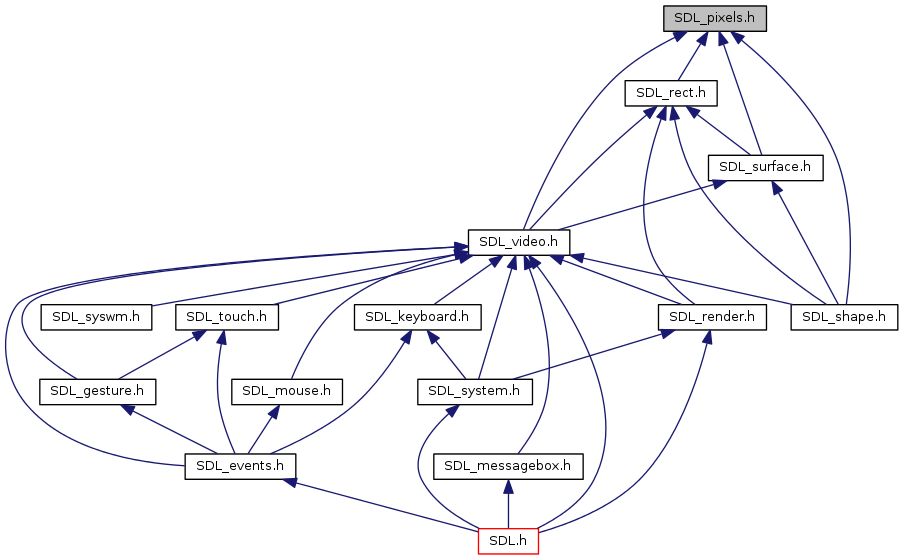 SDL_pixels.h
SDL_rect.h
SDL_surface.h
SDL_video.h
SDL_syswm.h
SDL_touch.h
SDL_keyboard.h
SDL_render.h
SDL_shape.h
SDL_gesture.h
SDL_mouse.h
SDL_system.h
SDL_events.h
SDL_messagebox.h
SDL.h